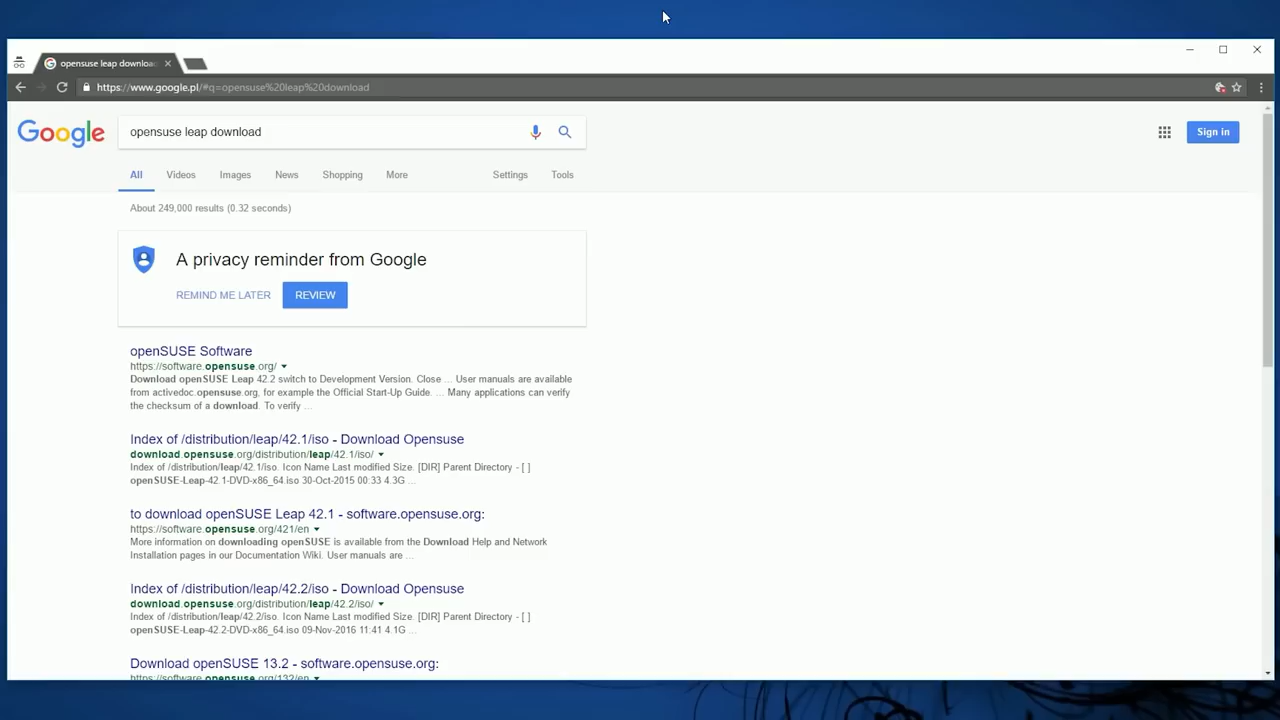 opensuse leap downloa
https://www.google.pl/#q=opensuse%20leap%20download
Google
opensuse leap download
Sign in
All Videos Images News Shopping More Settings Tools
About 249,000 results (0.32 seconds)
A privacy reminder from Google
REMIND ME LATER REVIEW
openSUSE Software
https://software.opensuse.org/
Download openSUSE Leap 42.2 switch to Development Version. Close ... User manuals are available
from activedoc.opensuse.org, for example the Official Start-Up Guide. ... Many applications can verify
the checksum of a download. To verify ...
Index of /distribution/leap/42.1/iso - Download Opensuse
download.opensuse.org/distribution/leap/42.1/iso/
Index of /distribution/leap/42.1/iso. Icon Name Last modified Size. [DIR] Parent Directory - [ ]
openSUSE-Leap-42.1-DVD-x86_64.iso 30-Oct-2015 00:33 4.3G ...
to download openSUSE Leap 42.1 - software.opensuse.org:
https://software.opensuse.org/421/en
More information on downloading openSUSE is available from the Download Help and Network
Installation pages in our Documentation Wiki. User manuals are ...
Index of /distribution/leap/42.2/iso - Download Opensuse
download.opensuse.org/distribution/leap/42.2/iso/
Index of /distribution/leap/42.2/iso. Icon Name Last modified Size. [DIR] Parent Directory - [ ]
openSUSE-Leap-42.2-DVD-x86_64.iso 09-Nov-2016 11:41 4.1G ...
Download openSUSE 13.2 - software.opensuse.org:
https://software.opensuse.org/132/en